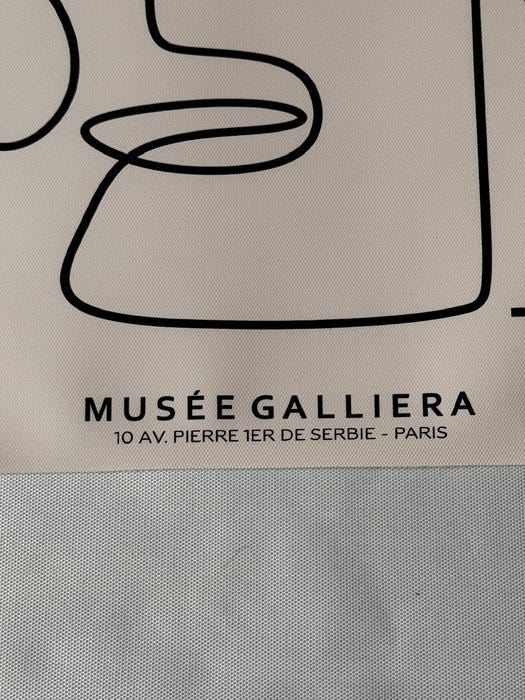 MUSÉE GALLIERA
10 AV. PIERRE 1ER DE SERBIE - PARIS